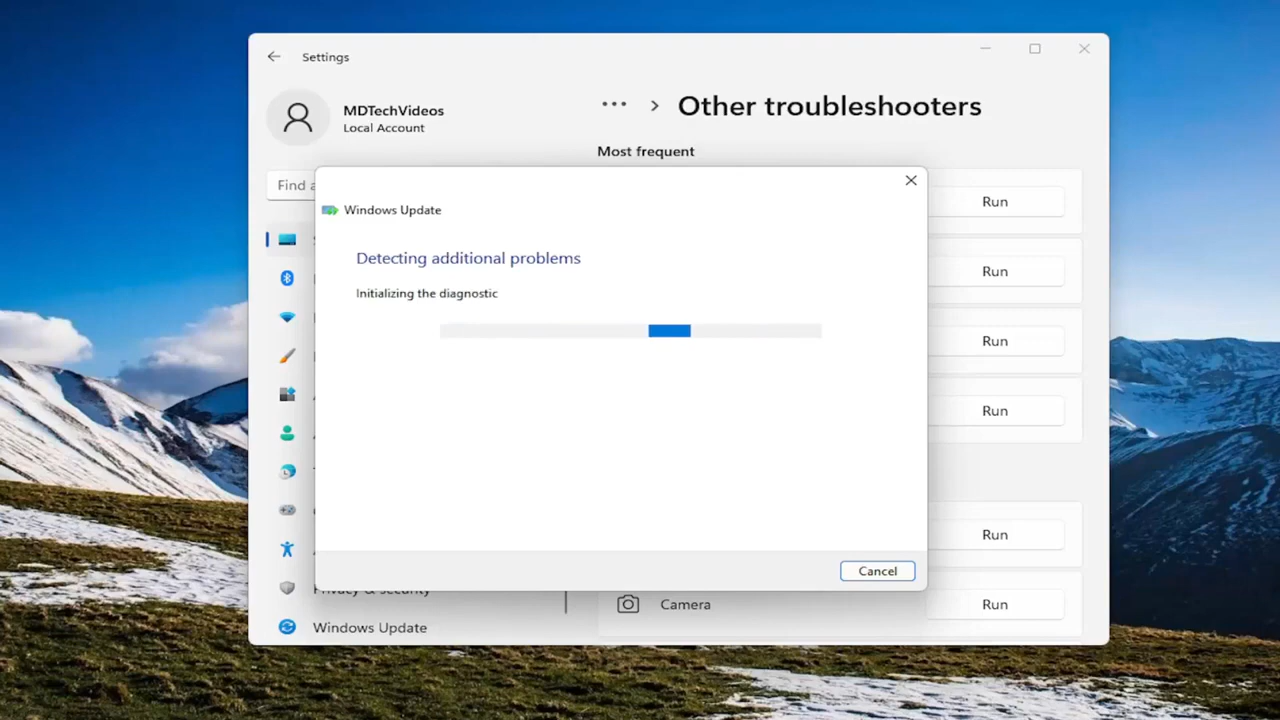 Settings
MDTechVideos
Local Account
Find a
Other troubleshooters
Most frequent
Run
Run
Run
Run
Run
Camera
Run
Windows Update
Detecting additional problems
Initializing the diagnostic
Cancel
Privacy & security
Windows Update